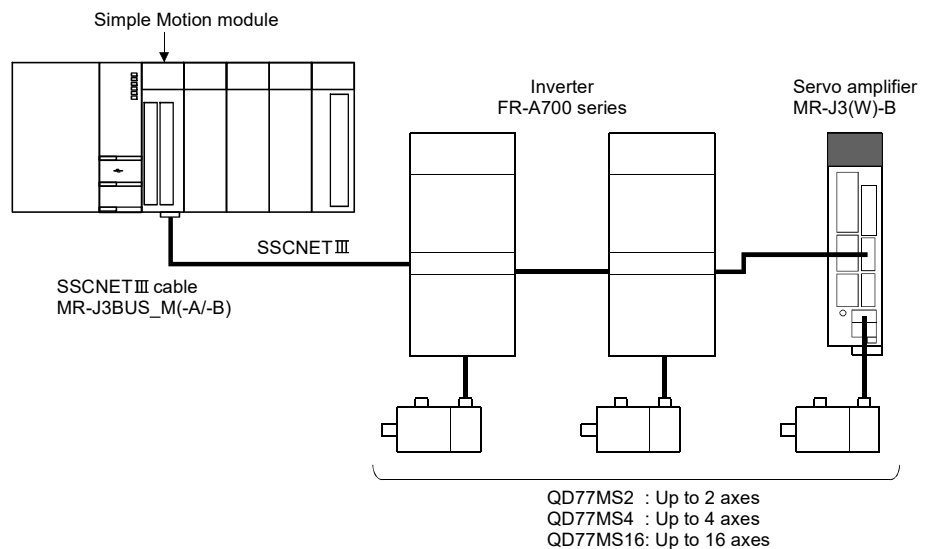 Simple Motion module
Inverter
FR-A700 series
Servo amplifier
MR-J3(W)-B
SSCNETⅢ
SSCNETⅢ cable
MR-J3BUS_M(-A/-B)
QD77MS2 : Up to 2 axes
QD77MS4 : Up to 4 axes
QD77MS16: Up to 16 axes